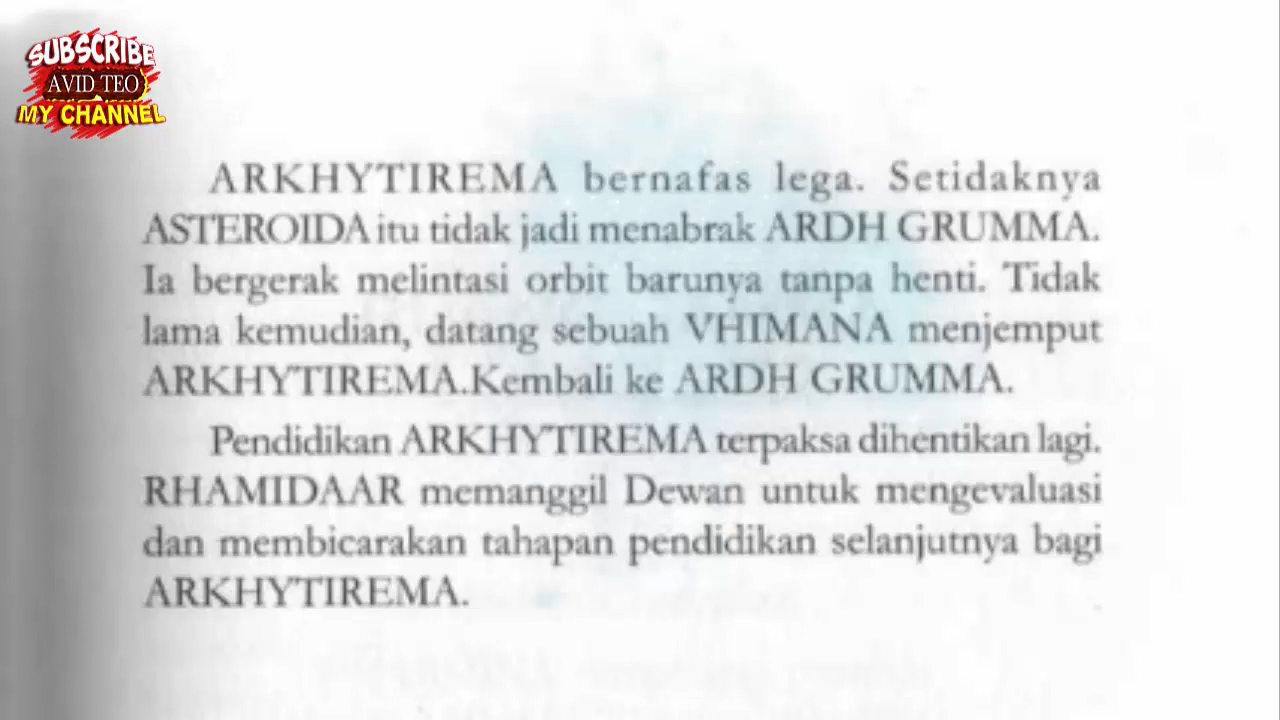 SUBSCRIBE
AVID TEO
MY CHANNEL
ARKHYTIREMA bernafas lega. Setidaknya
ASTEROIDA itu tidak jadi menabrak ARDH GRUMMA.
Ia bergerak melintasi orbit barunya tanpa henti. Tidak
lama kemudian, datang sebuah VHIMANA menjemput
ARKHYTIREMA.Kembali ke ARDH GRUMMA.
Pendidikan ARKHYTIREMA terpaksa dihentikan lagi.
RHAMIDAAR memanggil Dewan untuk mengevaluasi
dan membicarakan tahapan pendidikan selanjutnya bagi
ARKHYTIREMA.